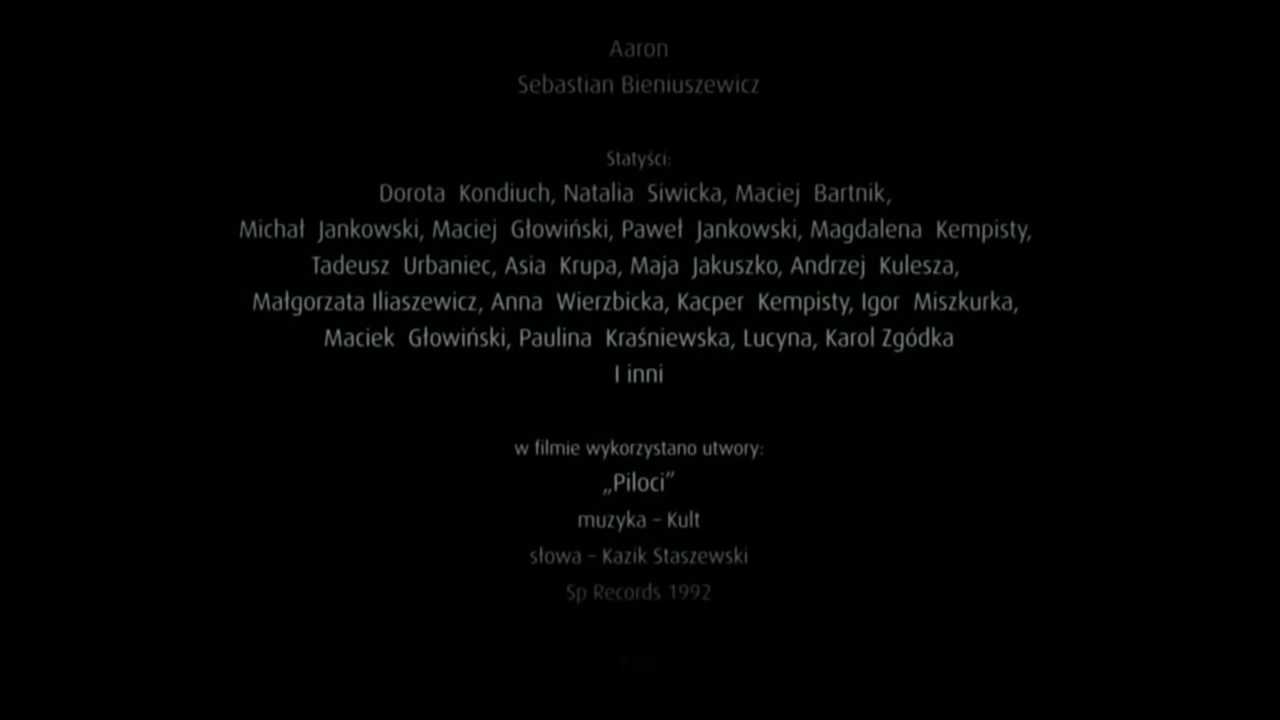 Aaron
Sebastian Bieniuszewicz
Statyści:
Dorota Kondiuch, Natalia Siwicka, Maciej Bartnik,
Michał Jankowski, Maciej Głowiński, Paweł Jankowski, Magdalena Kempisty,
Tadeusz Urbaniec, Asia Krupa, Maja Jakuszko, Andrzej Kulesza,
Małgorzata Iliaszewicz, Anna Wierzbicka, Kacper Kempisty, Igor Miszkurka,
Maciek Głowiński, Paulina Kraśniewska, Lucyna, Karol Zgódka
I inni
w filmie wykorzystano utwory:
„Piloci”
muzyka – Kult
słowa – Kazik Staszewski
Sp Records 1992